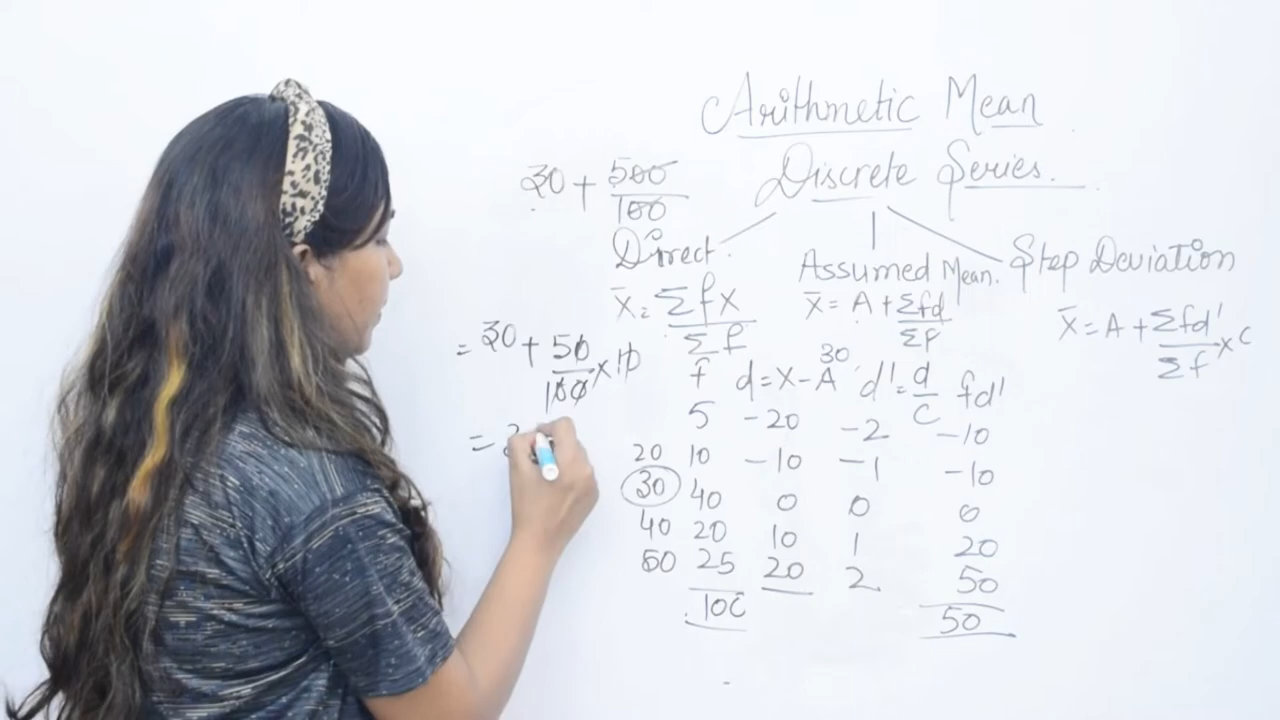 Arithmetic Mean
Discrete Series.
30 + 500/100
Direct.
Assumed Mean.
Step Deviation
x̄ = Σfx/Σf
x̄ = A + Σfd/Σf
x̄ = A + Σfd'/Σf × C
= 30 + 50/100 × 10
f d = x - A 30 d' = d/c fd'
5 -20 -2 -10
20 10 -10 -1 -10
30 40 0 0 0
40 20 10 1 20
50 25 20 2 50
100 50
=